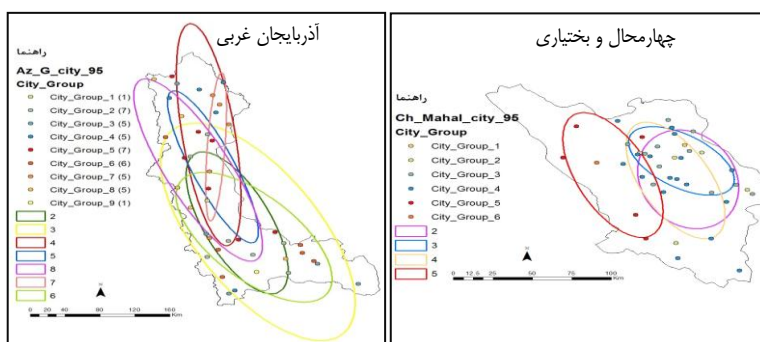 آذربایجان غربی
راهنما
Az_G_city_95
City_Group
City_Group_1 (1)
City_Group_2 (7)
City_Group_3 (5)
City_Group_4 (5)
City_Group_5 (7)
City_Group_6 (6)
City_Group_7 (5)
City_Group_8 (5)
City_Group_9 (1)
2
3
4
5
8
7
6
N
0 20 40 80 120 160
Km
چهارمحال و بختیاری
راهنما
Ch_Mahal_city_95
City_Group
City_Group_1
City_Group_2
City_Group_3
City_Group_4
City_Group_5
City_Group_6
2
3
4
5
N
0 12.5 25 50 75 100
Km